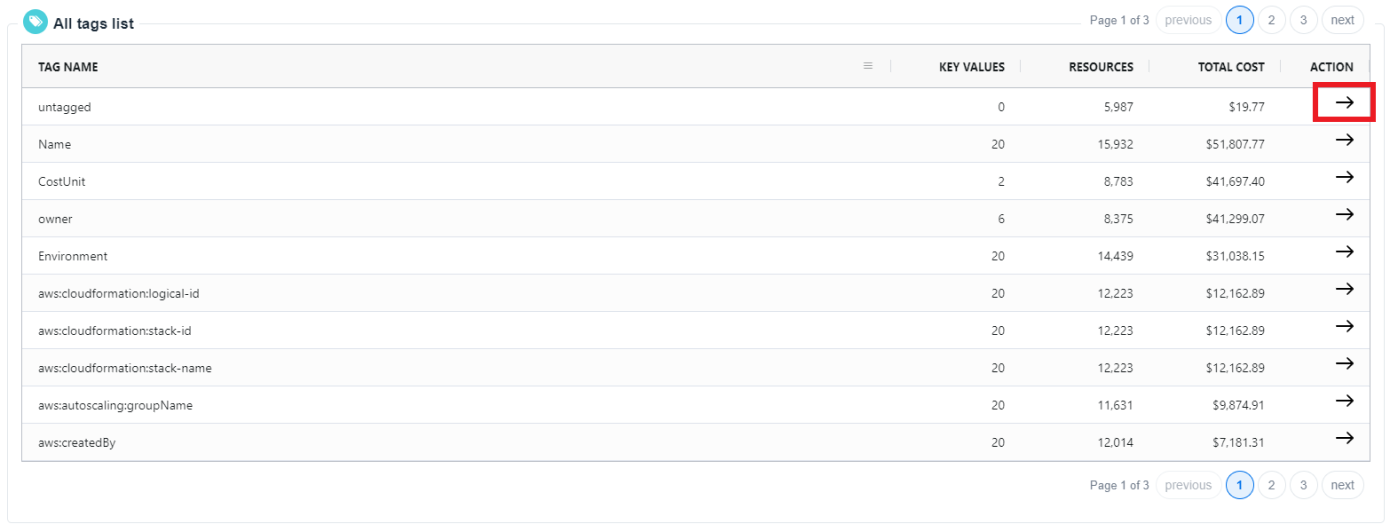 All tags list
Page 1 of 3 previous 1 2 3 next
TAG NAME KEY VALUES RESOURCES TOTAL COST ACTION
untagged 0 5,987 $19.77
Name 20 15,932 $51,807.77
CostUnit 2 8,783 $41,697.40
owner 6 8,375 $41,299.07
Environment 20 14,439 $31,038.15
aws:cloudformation:logical-id 20 12,223 $12,162.89
aws:cloudformation:stack-id 20 12,223 $12,162.89
aws:cloudformation:stack-name 20 12,223 $12,162.89
aws:autoscaling:groupName 20 11,631 $9,874.91
aws:createdBy 20 12,014 $7,181.31
Page 1 of 3 previous 1 2 3 next